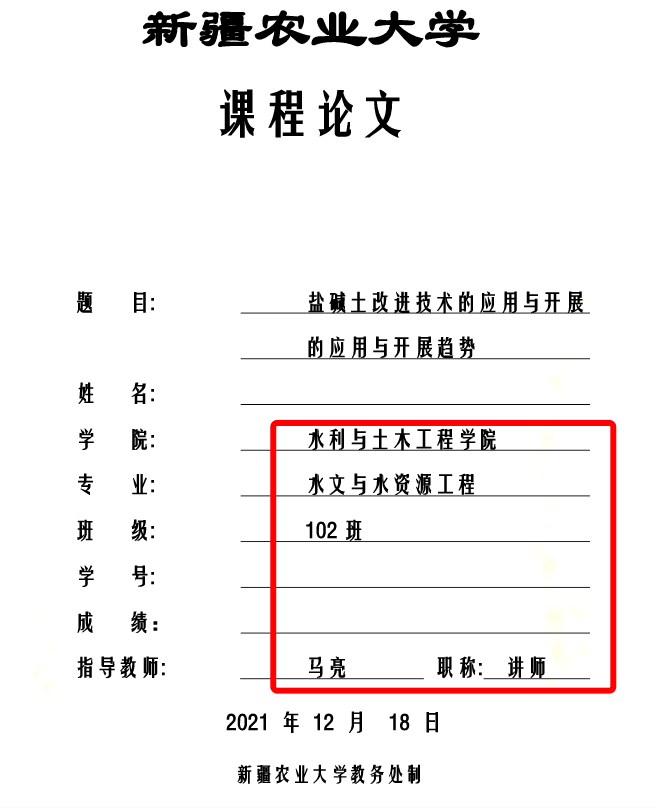 新疆农业大学
课程论文
题 目: 盐碱土改进技术的应用与开展
的应用与开展趋势
姓 名:
学 院: 水利与土木工程学院
专 业: 水文与水资源工程
班 级: 102 班
学 号:
成 绩:
指导教师: 马亮 职称: 讲师
2021 年 12 月 18 日
新疆农业大学教务处制